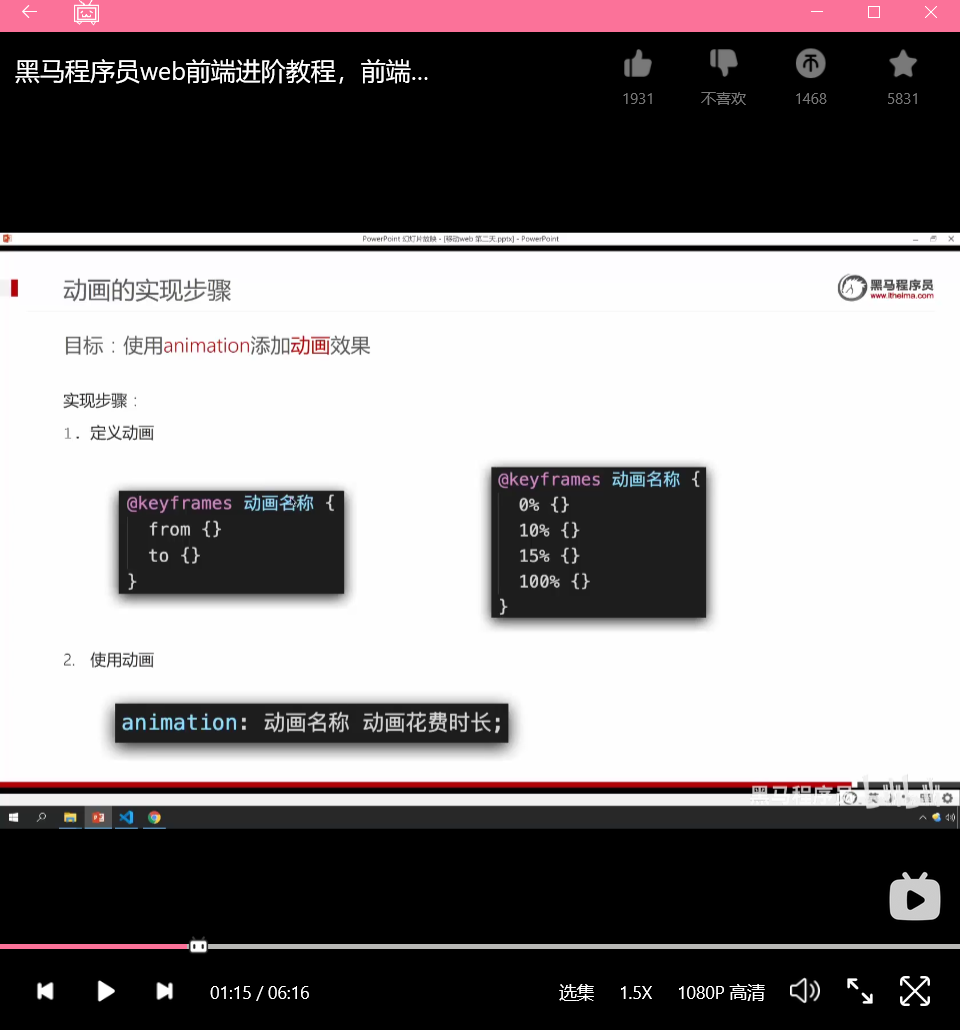 黑马程序员web前端进阶教程，前端...
1931
不喜欢
1468
5831
PowerPoint 幻灯片放映 - [移动web 第二天.pptx] - PowerPoint
动画的实现步骤
黑马程序员
www.itheima.com
目标：使用animation添加动画效果
实现步骤：
1. 定义动画
@keyframes 动画名称 {
from {}
to {}
}
@keyframes 动画名称 {
0% {}
10% {}
15% {}
100% {}
}
2. 使用动画
animation: 动画名称 动画花费时长;
黑马程序员
01:15 / 06:16
选集
1.5X
1080P 高清